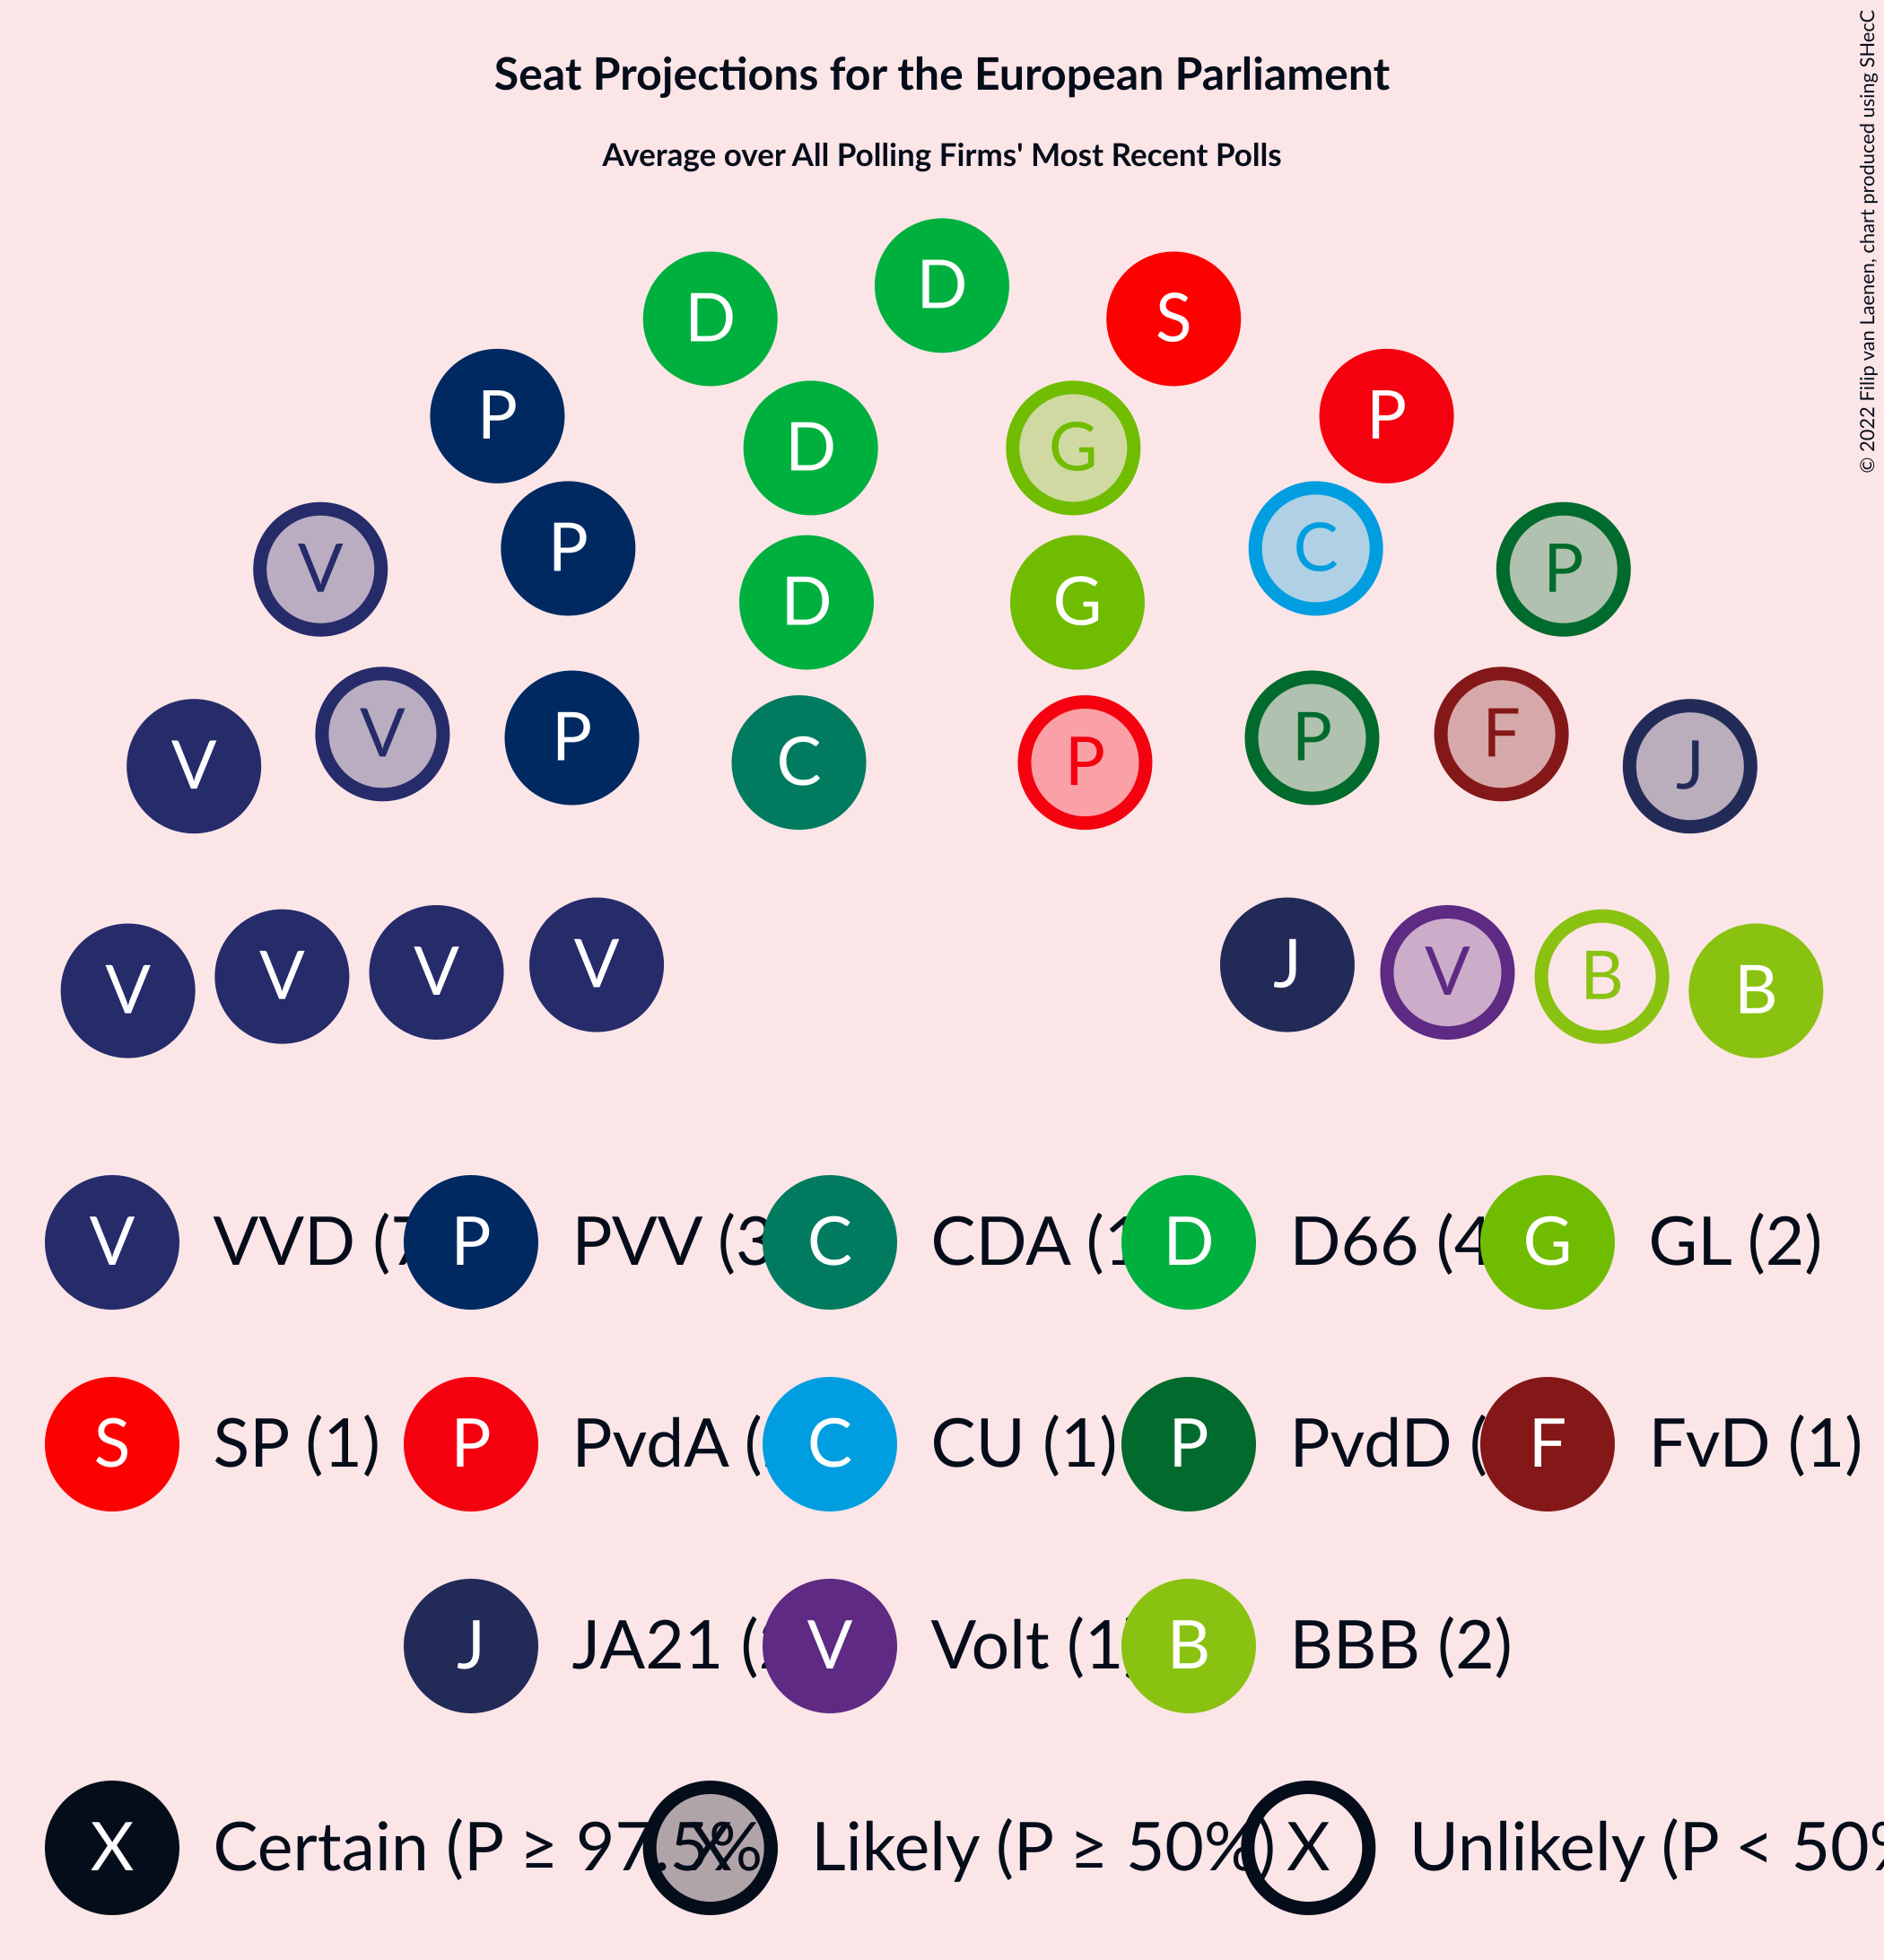 Seat Projections for the European Parliament
Average over All Polling Firms' Most Recent Polls
© 2022 Filip van Laenen, chart produced using SHecC
D
D D S
P P
D G
P C
V P
D G
V P P F
V J
C P
V V V V J V B B
V VVD (7 P PVV (3 C CDA (1 D D66 (4 G GL (2)
S SP (1) P PvdA ( C CU (1) P PvdD ( F FvD (1)
J JA21 ( V Volt (1) B BBB (2)
X Certain (P ≥ 97.5% X Likely (P ≥ 50%) X Unlikely (P < 50%